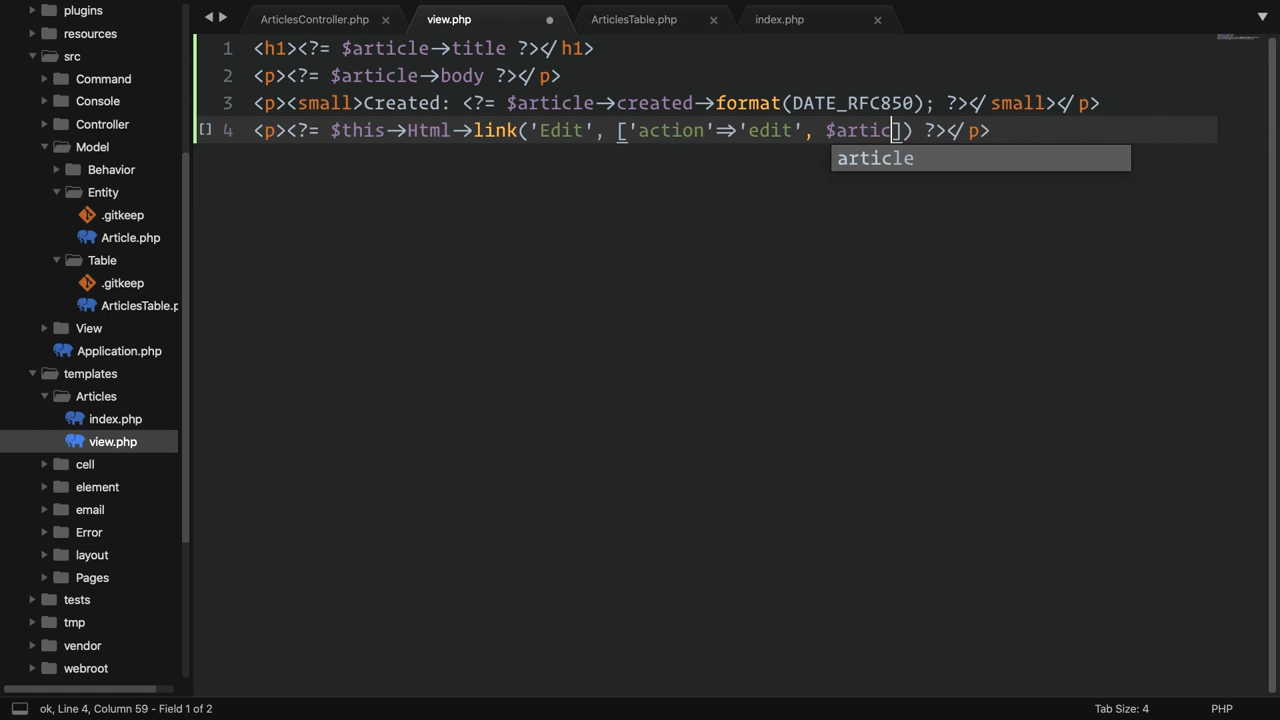 plugins
resources
src
Command
Console
Controller
Model
Behavior
Entity
.gitkeep
Article.php
Table
.gitkeep
ArticlesTable.p
View
Application.php
templates
Articles
index.php
view.php
cell
element
email
Error
layout
Pages
tests
tmp
vendor
webroot
ArticlesController.php
view.php
ArticlesTable.php
index.php
1 <h1><?= $article->title ?></h1>
2 <p><?= $article->body ?></p>
3 <p><small>Created: <?= $article->created->format(DATE_RFC850); ?></small></p>
[] 4 <p><?= $this->Html->link('Edit', ['action'=>'edit', $artic]) ?></p>
article
ok, Line 4, Column 59 - Field 1 of 2
Tab Size: 4
PHP